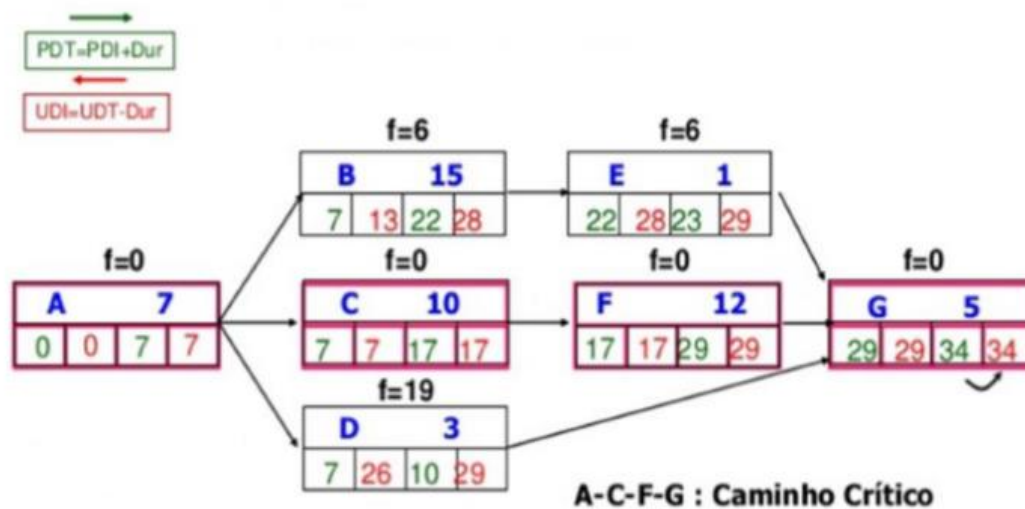 PDT=PDI+Dur
UDI=UDT-Dur
f=6
B 15
7 13 22 28
f=6
E 1
22 28 23 29
f=0
A 7
0 0 7 7
f=0
C 10
7 7 17 17
f=0
F 12
17 17 29 29
f=0
G 5
29 29 34 34
f=19
D 3
7 26 10 29
A-C-F-G : Caminho Crítico